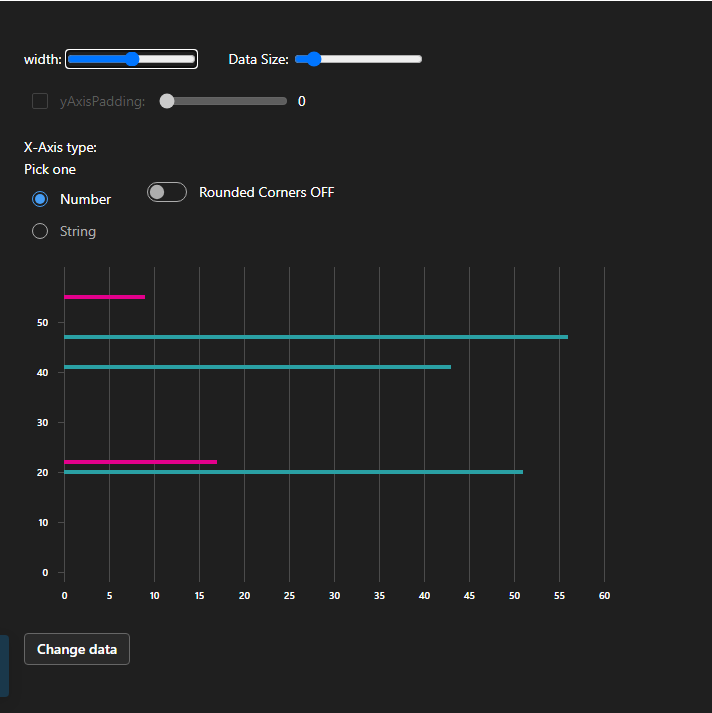 width: Data Size:
yAxisPadding: 0
X-Axis type:
Pick one
Number Rounded Corners OFF
String
50
40
30
20
10
0
0 5 10 15 20 25 30 35 40 45 50 55 60
Change data